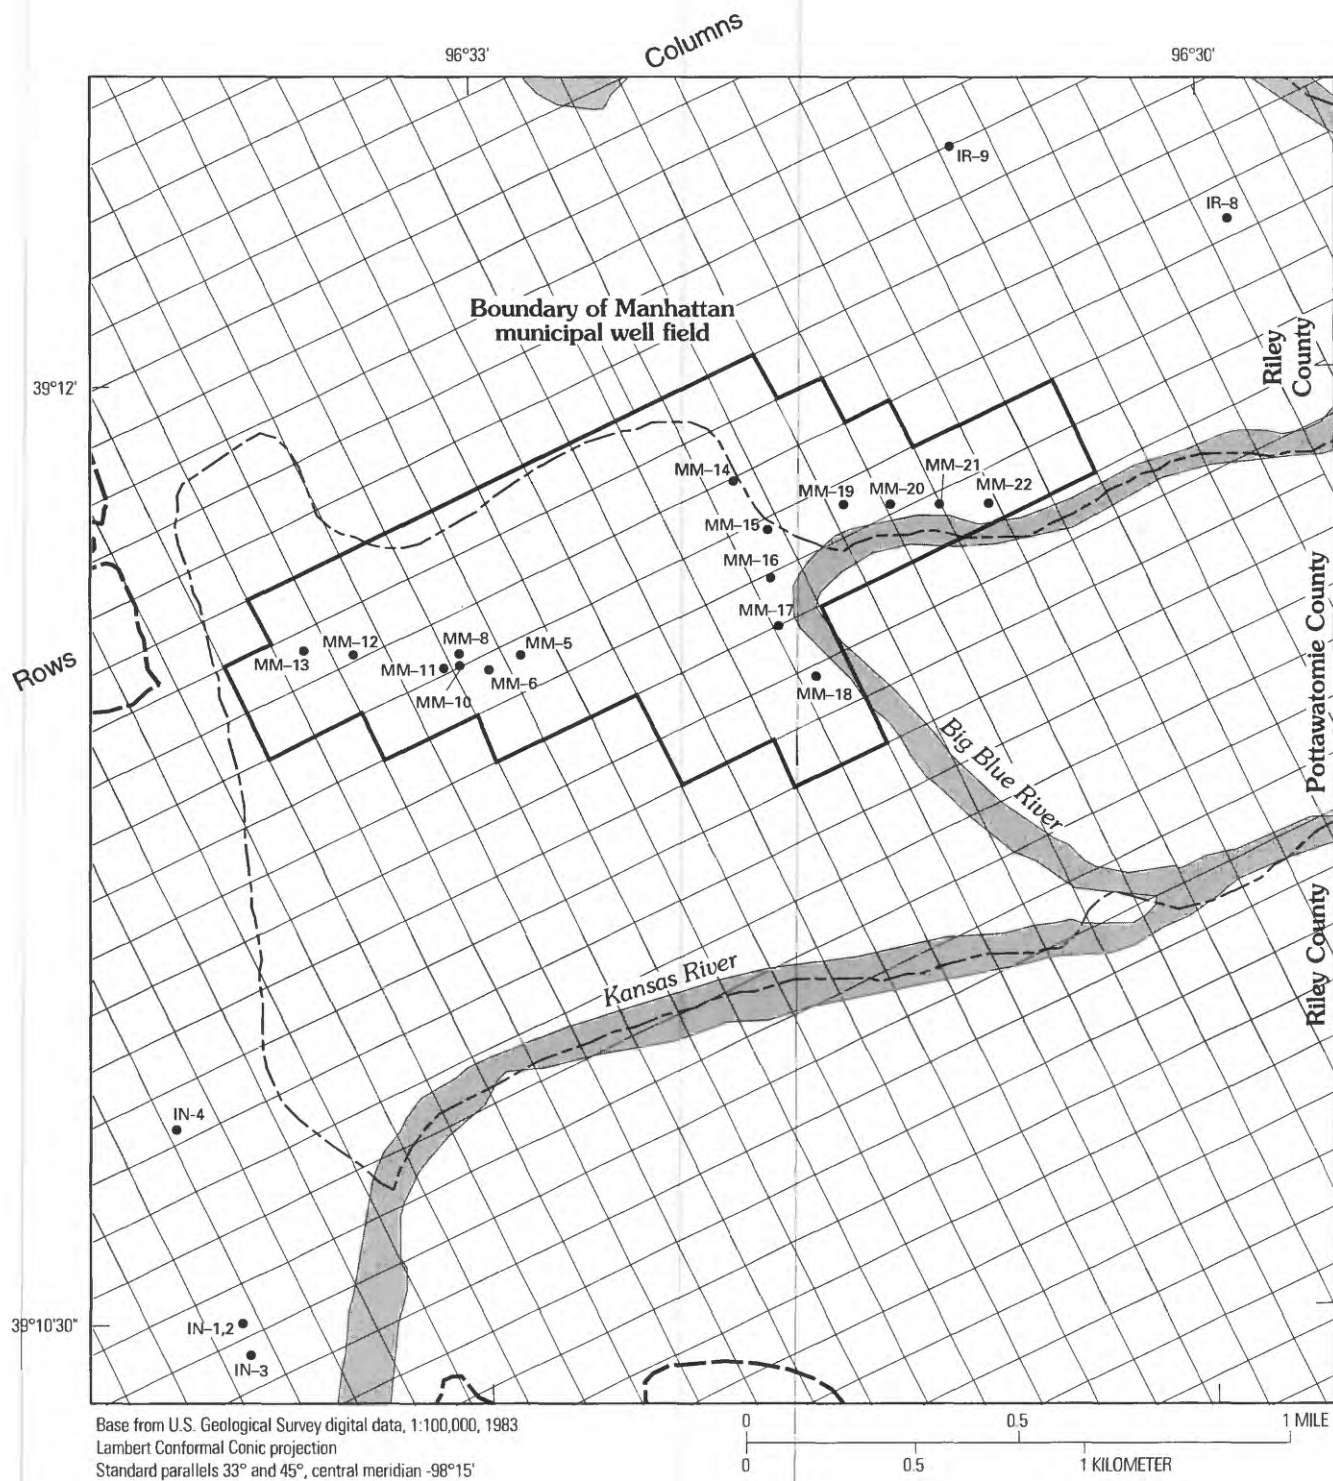 Columns
96°33'
96°30'
IR–9
IR–8
Boundary of Manhattan
municipal well field
Riley
County
39°12'
MM–14
MM–21
MM–19
MM–20
MM–22
MM–15
MM–16
MM–17
Pottawatomie County
Rows
MM–13
MM–12
MM–8
MM–5
MM–11
MM–6
MM–10
MM–18
Big Blue River
Kansas River
Riley County
IN-4
39°10'30"
IN–1,2
IN–3
Base from U.S. Geological Survey digital data, 1:100,000, 1983
Lambert Conformal Conic projection
Standard parallels 33° and 45°, central meridian -98°15'
0 0.5 1 MILE
0 0.5 1 KILOMETER